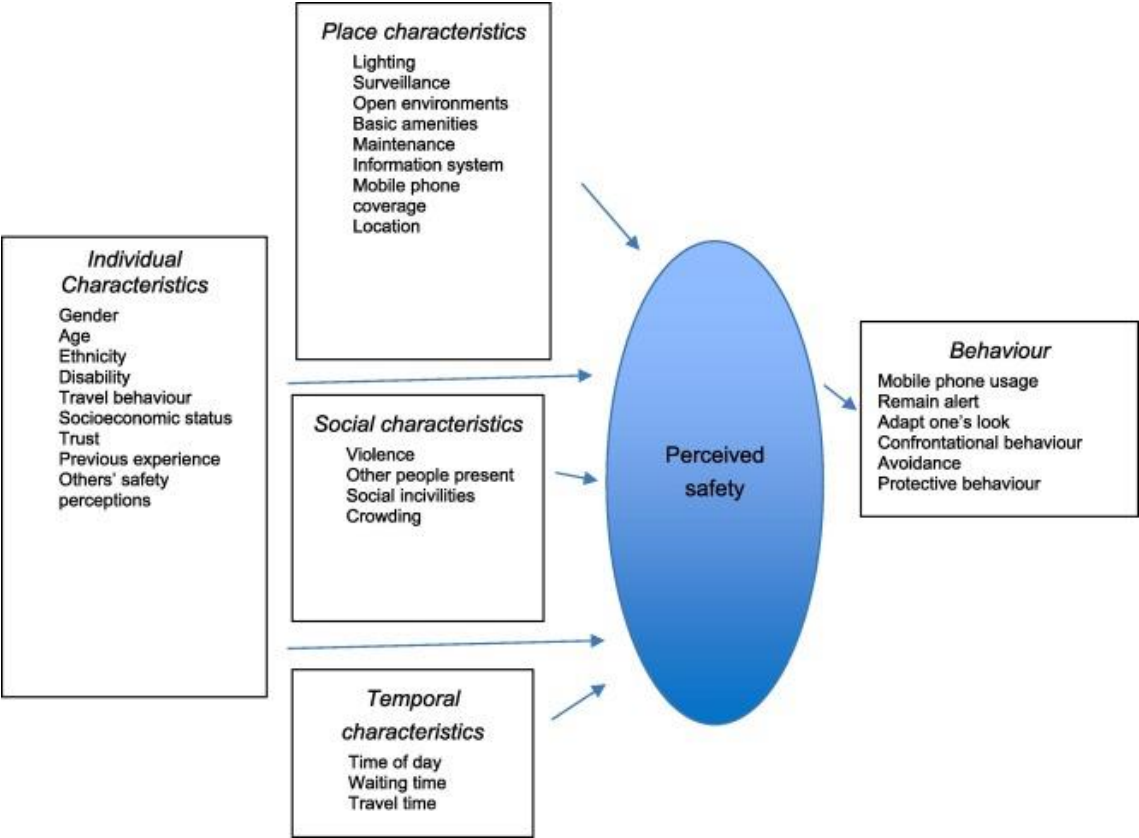 Place characteristics
Lighting
Surveillance
Open environments
Basic amenities
Maintenance
Information system
Mobile phone
coverage
Location
Individual
Characteristics
Gender
Age
Ethnicity
Disability
Travel behaviour
Socioeconomic status
Trust
Previous experience
Others' safety
perceptions
Social characteristics
Violence
Other people present
Social incivilities
Crowding
Temporal
characteristics
Time of day
Waiting time
Travel time
Perceived
safety
Behaviour
Mobile phone usage
Remain alert
Adapt one's look
Confrontational behaviour
Avoidance
Protective behaviour